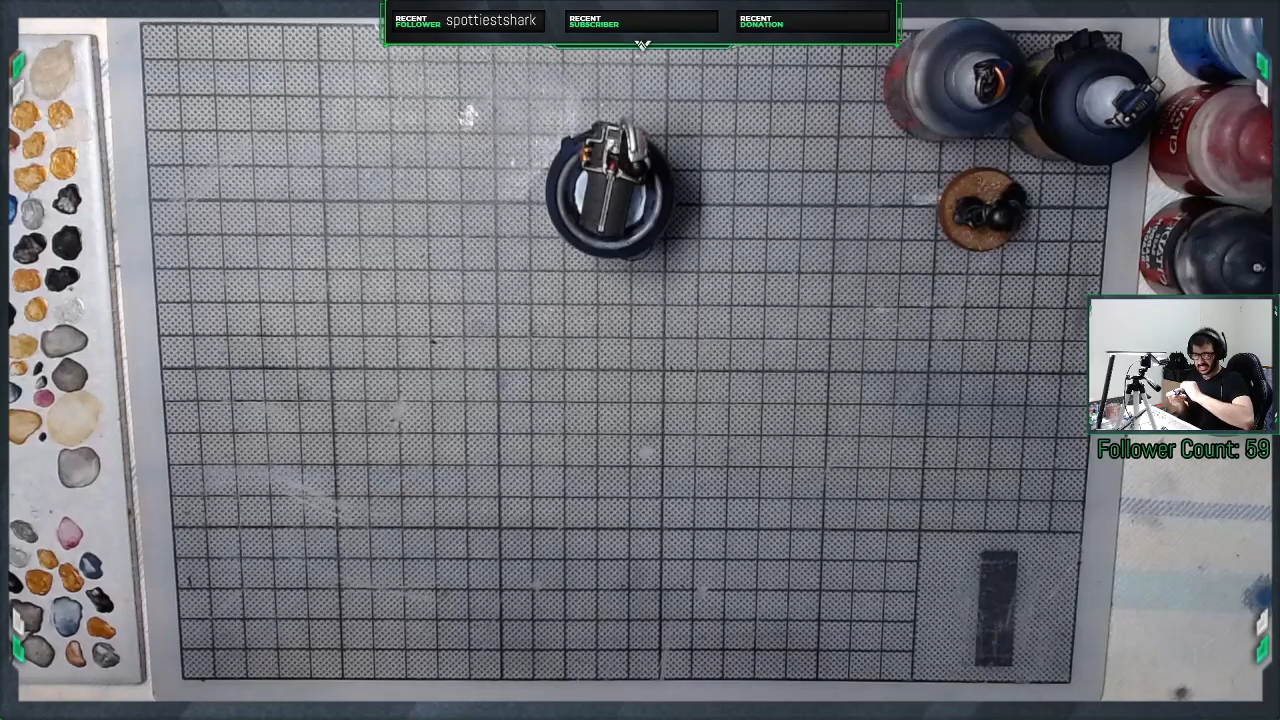 RECENT
FOLLOWER
spottiestshark
RECENT
SUBSCRIBER
RECENT
DONATION
Follower Count: 59